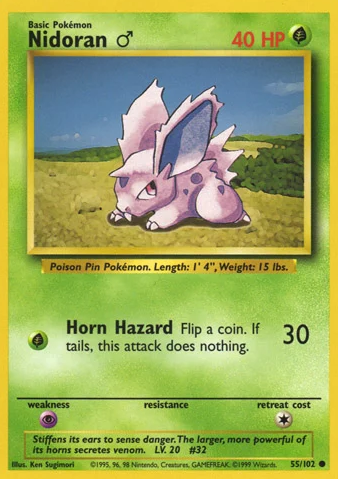 Basic Pokémon
Nidoran ♂ 40 HP
Poison Pin Pokémon. Length: 1' 4", Weight: 15 lbs.
Horn Hazard Flip a coin. If
tails, this attack does nothing.
30
weakness resistance retreat cost
Stiffens its ears to sense danger. The larger, more powerful of
its horns secretes venom. LV. 20 #32
Illus. Ken Sugimori ©1995, 96, 98 Nintendo, Creatures, GAMEFREAK. ©1999 Wizards. 55/102 ●